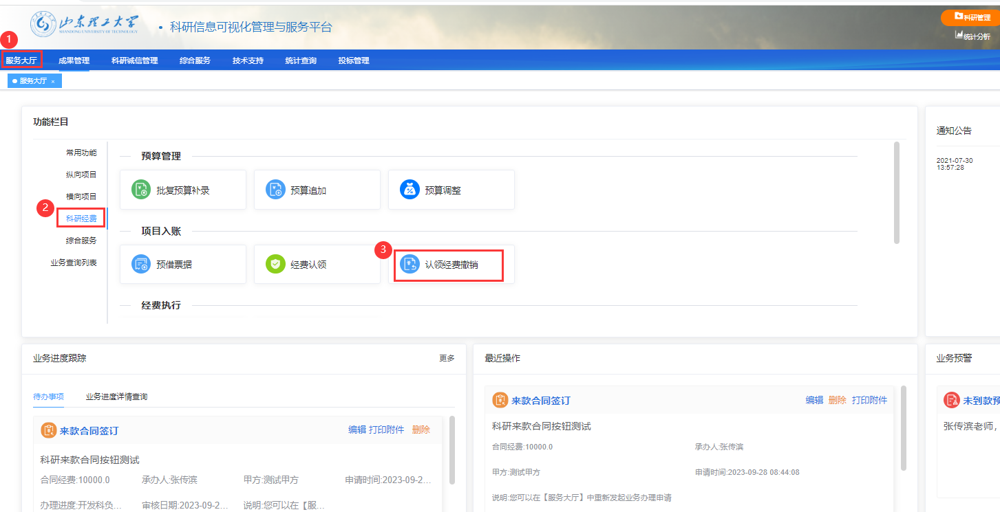 山东理工大学
SHANDONG UNIVERSITY OF TECHNOLOGY
• 科研信息可视化管理与服务平台
科研管理
统计分析
1
服务大厅 成果管理 科研诚信管理 综合服务 技术支持 统计查询 投标管理
服务大厅 ×
功能栏目
常用功能
纵向项目
横向项目
2
科研经费
综合服务
业务查询列表
预算管理
批复预算补录 预算追加 预算调整
项目入账
3
预借票据 经费认领 认领经费撤销
经费执行
通知公告
2021-07-30
13:57:28
业务进度跟踪 更多
待办事项 业务进度详情查询
来款合同签订 编辑 打印附件 删除
科研来款合同按钮测试
合同经费:10000.0 承办人:张传滨 甲方:测试甲方 申请时间:2023-09-2...
办理进度:开发科负... 审核日期:2023-09-2... 说明:您可以在【服...
最近操作
来款合同签订 编辑 删除 打印附件
科研来款合同按钮测试
合同经费:10000.0 承办人:张传滨
甲方:测试甲方 申请时间:2023-09-28 08:44:08
说明:您可以在【服务大厅】中重新发起业务办理申请
业务预警
未到款预
张传滨老师，